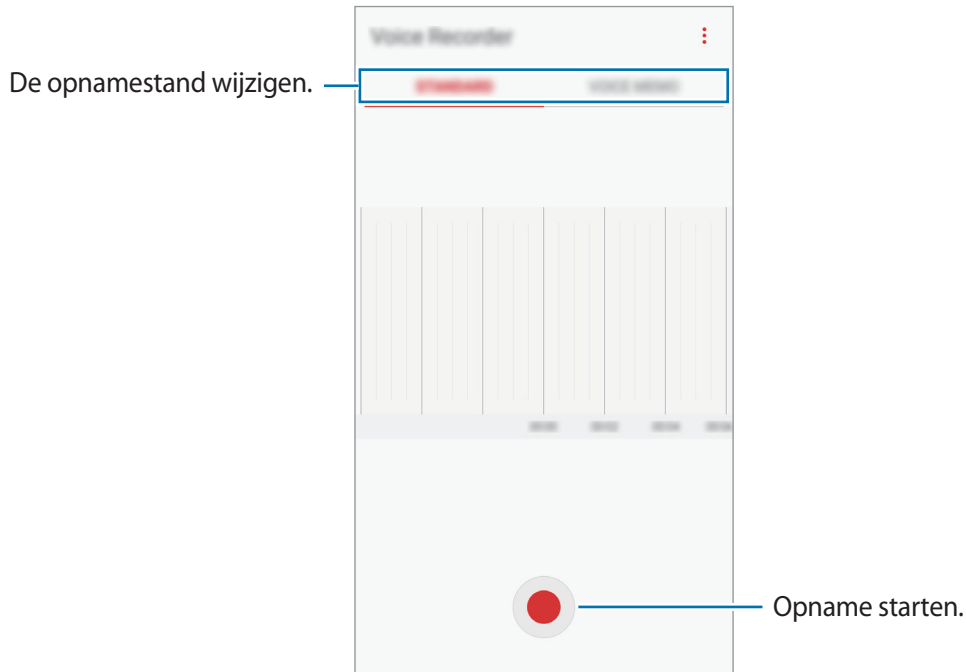 Voice Recorder
De opnamestand wijzigen.
STANDARD VOICE MEMO
Opname starten.